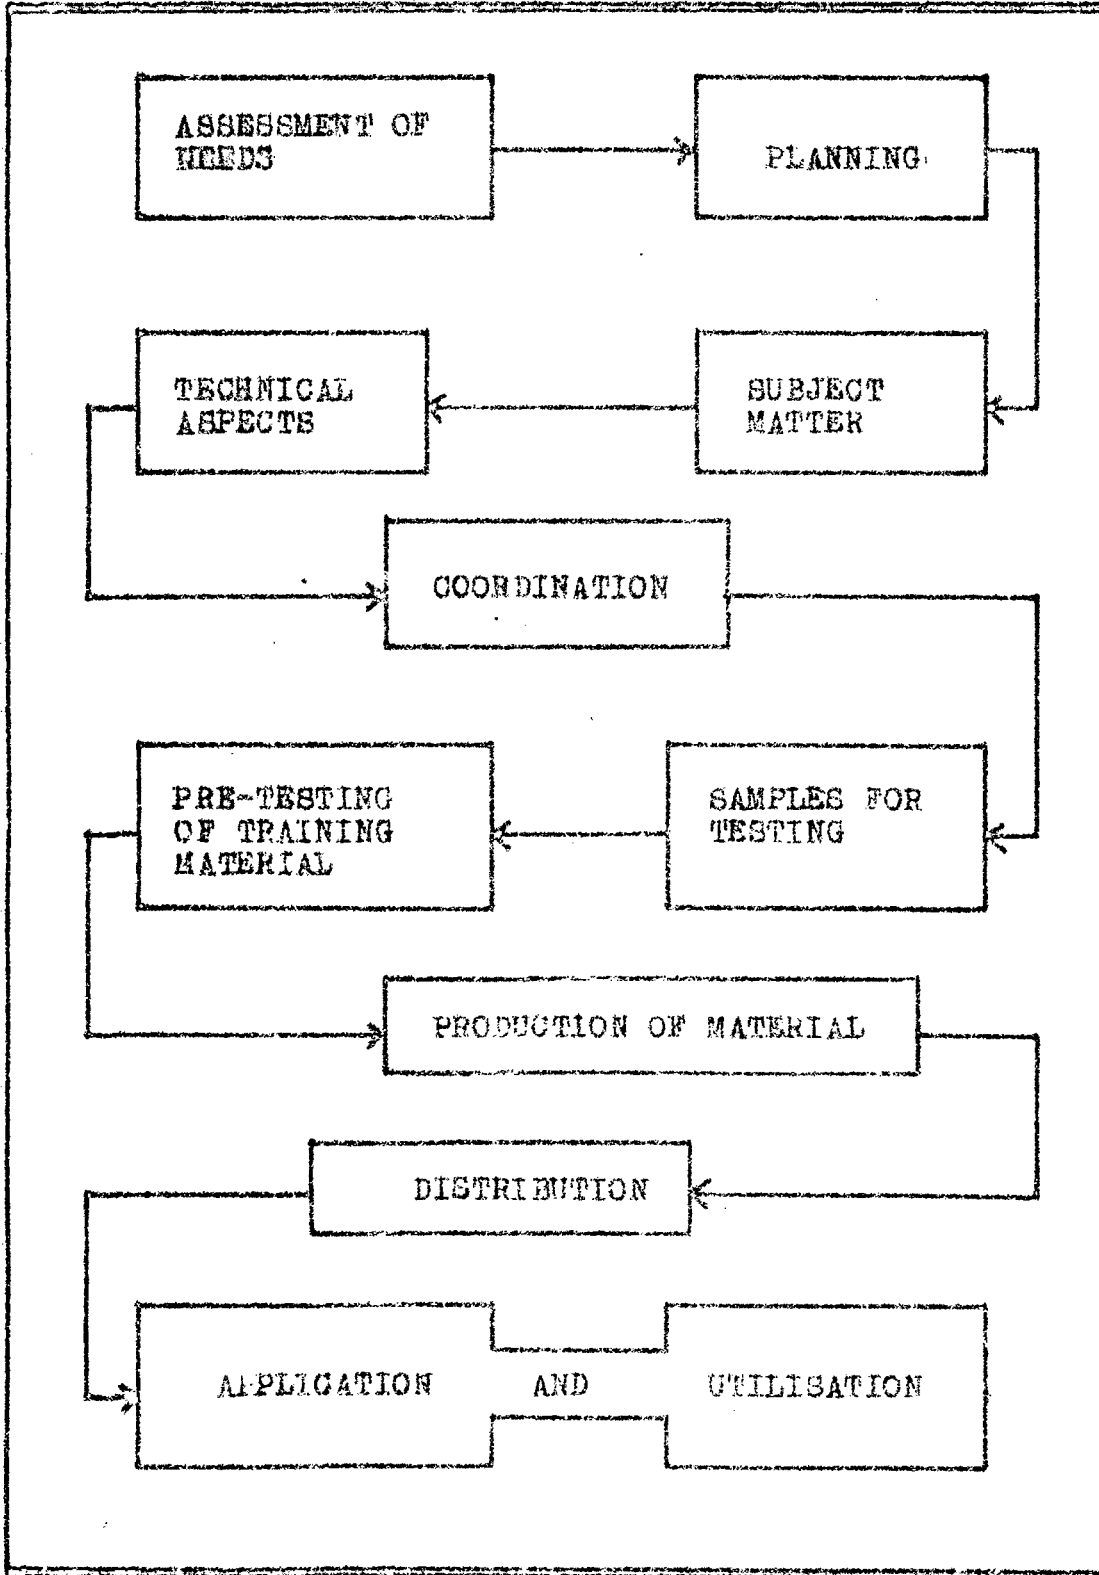 ASSESSMENT OF
NEEDS
PLANNING
TECHNICAL
ASPECTS
SUBJECT
MATTER
COORDINATION
PRE-TESTING
OF TRAINING
MATERIAL
SAMPLES FOR
TESTING
PRODUCTION OF MATERIAL
DISTRIBUTION
APPLICATION AND UTILISATION